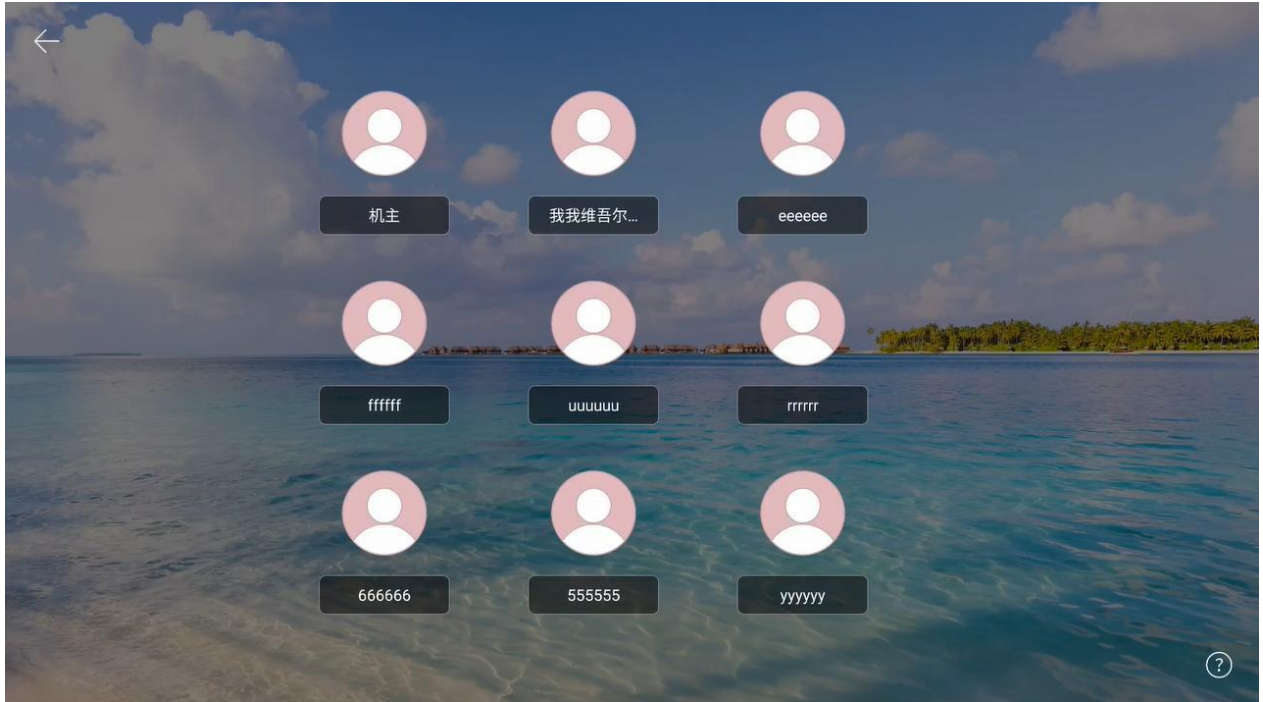 机主
我我维吾尔...
eeeeee
ffffff
uuuuuu
rrrrrr
666666
555555
yyyyyy
?